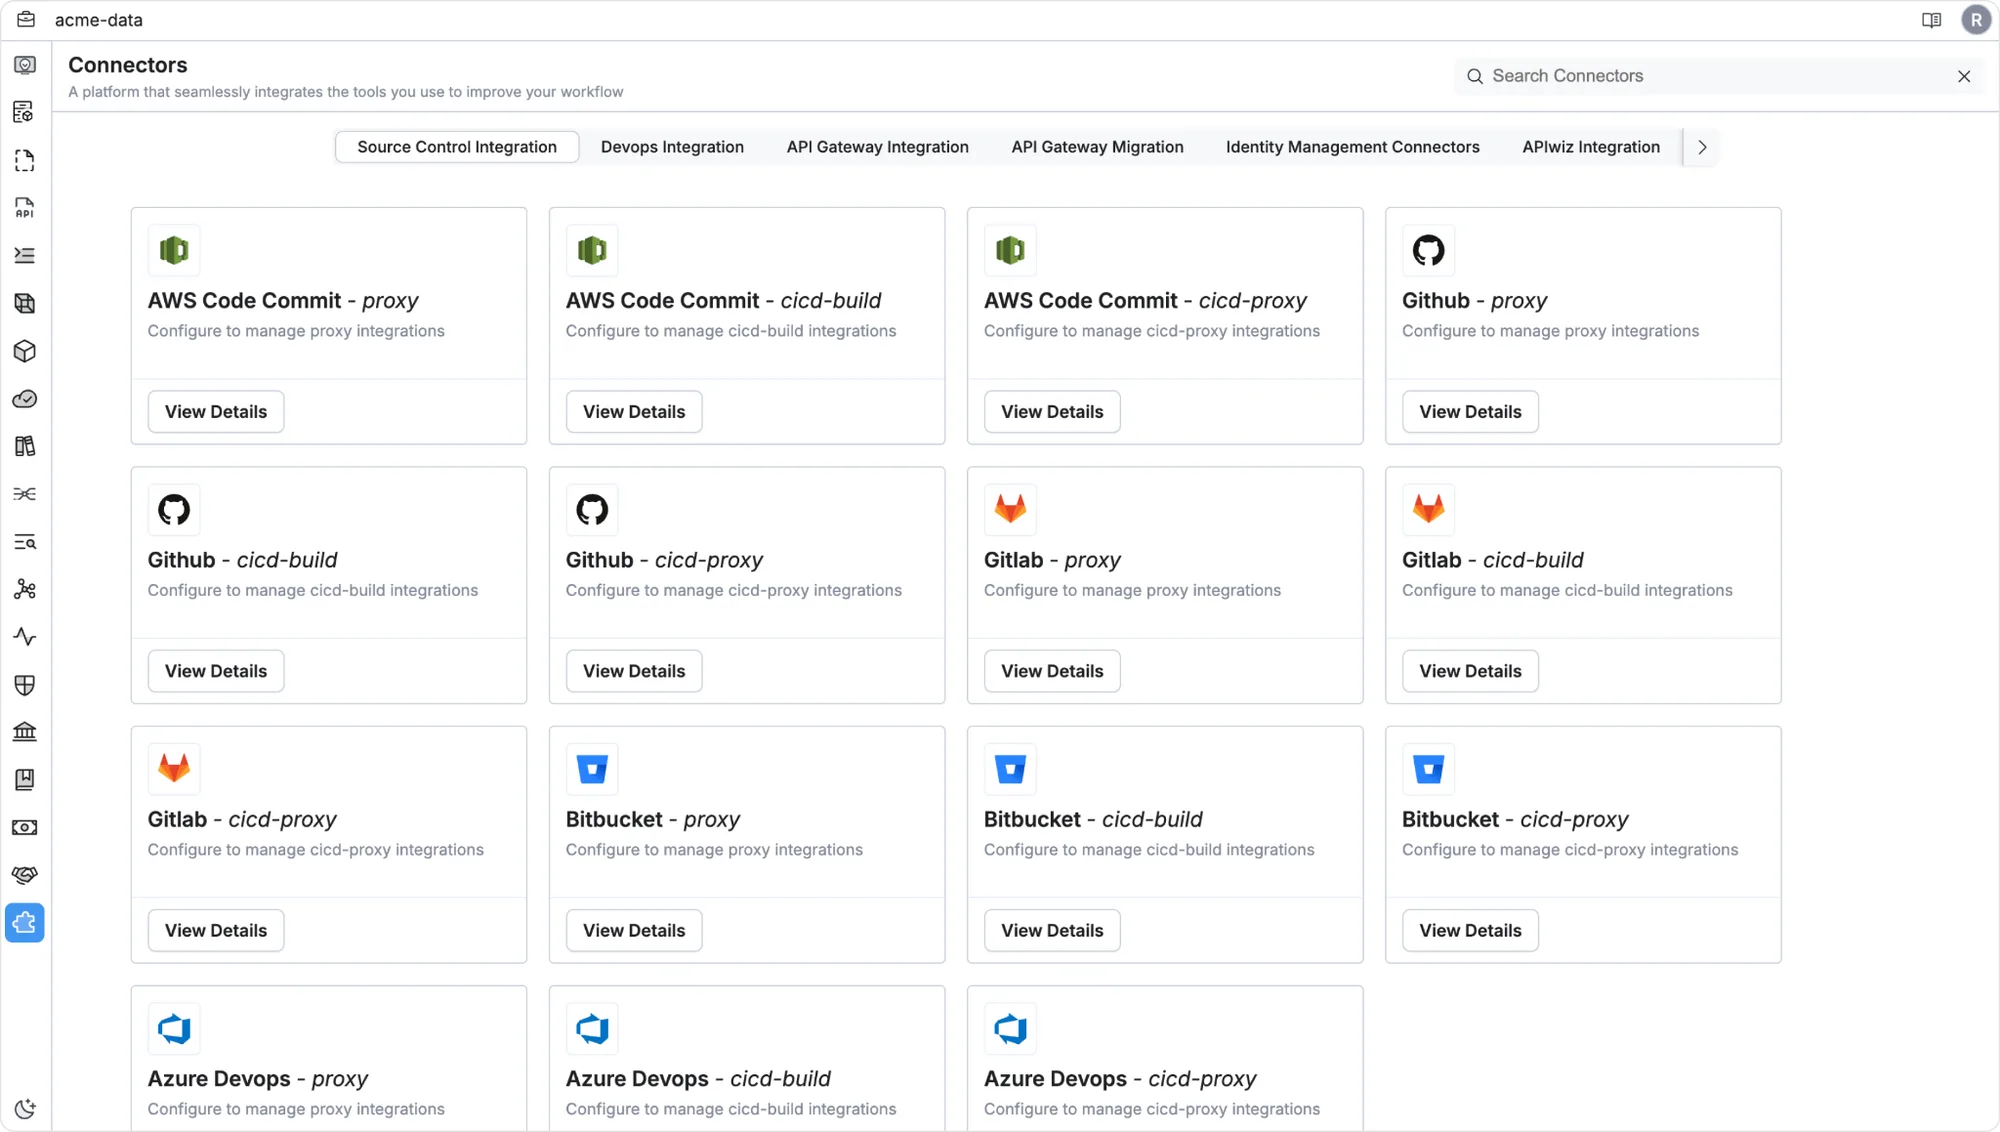 acme-data
R
Connectors
A platform that seamlessly integrates the tools you use to improve your workflow
Search Connectors
Source Control Integration
Devops Integration
API Gateway Integration
API Gateway Migration
Identity Management Connectors
APIwiz Integration
API
AWS Code Commit - proxy
Configure to manage proxy integrations
View Details
AWS Code Commit - cicd-build
Configure to manage cicd-build integrations
View Details
AWS Code Commit - cicd-proxy
Configure to manage cicd-proxy integrations
View Details
Github - proxy
Configure to manage proxy integrations
View Details
Github - cicd-build
Configure to manage cicd-build integrations
View Details
Github - cicd-proxy
Configure to manage cicd-proxy integrations
View Details
Gitlab - proxy
Configure to manage proxy integrations
View Details
Gitlab - cicd-build
Configure to manage cicd-build integrations
View Details
Gitlab - cicd-proxy
Configure to manage cicd-proxy integrations
View Details
Bitbucket - proxy
Configure to manage proxy integrations
View Details
Bitbucket - cicd-build
Configure to manage cicd-build integrations
View Details
Bitbucket - cicd-proxy
Configure to manage cicd-proxy integrations
View Details
Azure Devops - proxy
Configure to manage proxy integrations
Azure Devops - cicd-build
Configure to manage cicd-build integrations
Azure Devops - cicd-proxy
Configure to manage cicd-proxy integrations